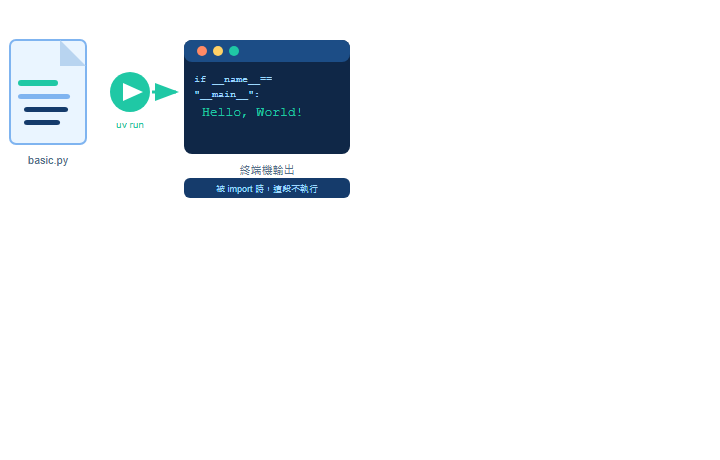 basic.py
uv run
if __name__==
"__main__":
Hello, World!
終端機輸出
被 import 時，這段不執行